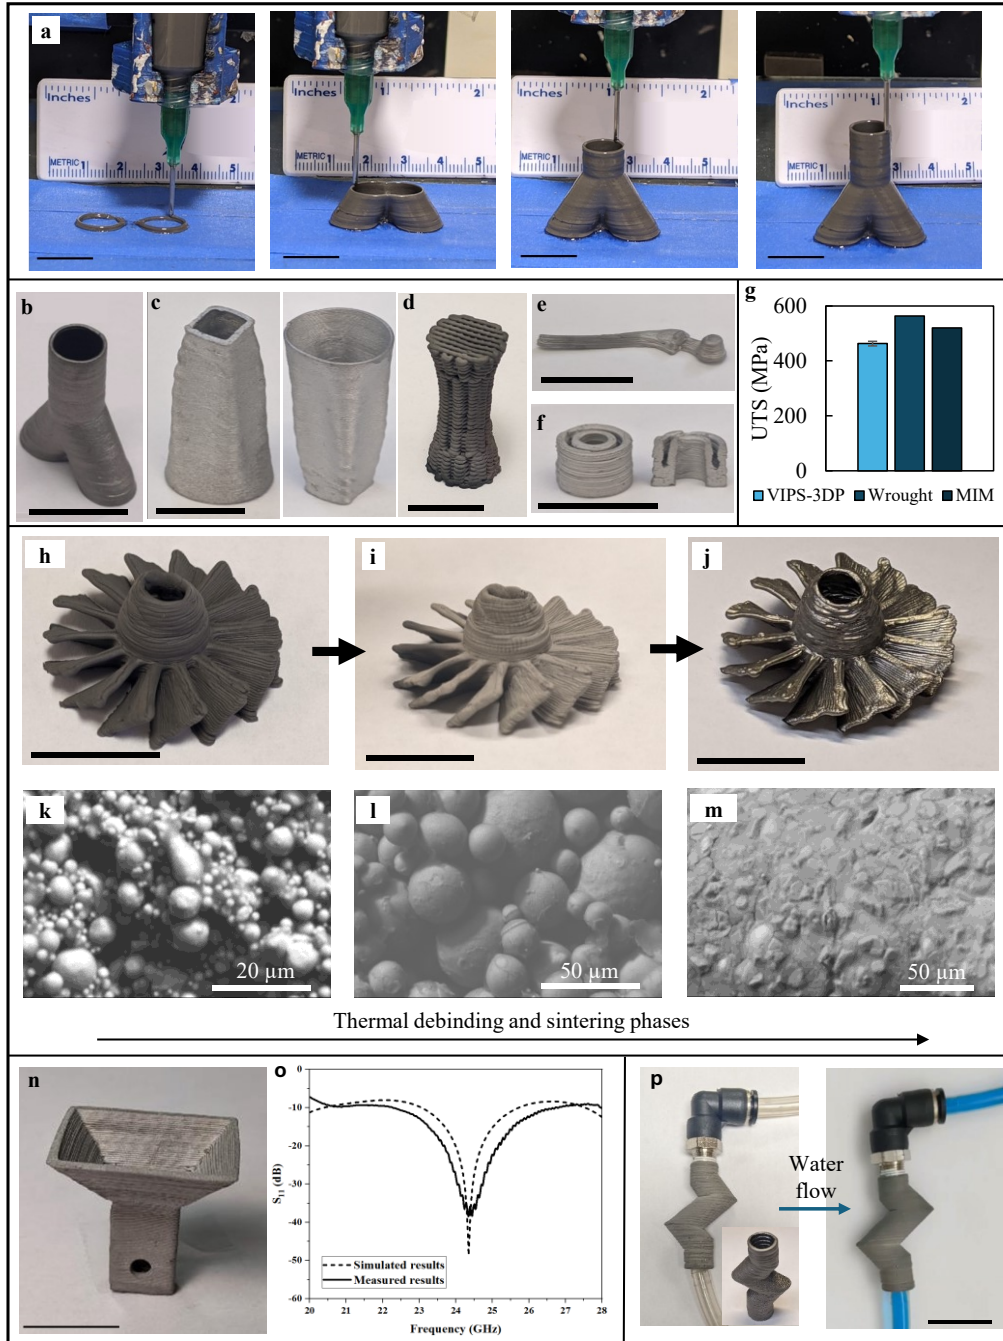 a
Inches 1 2
METRIC 1 2 3 4 5
Inches 1 2
METRIC 1 2 3 4 5
Inches 1 2
METRIC 1 2 3 4 5
Inches 1 2
METRIC 1 2 3 4 5
b
c
d
e
f
g
600
400
200
0
UTS (MPa)
VIPS-3DP Wrought MIM
h
i
j
k
20 µm
l
50 µm
m
50 µm
Thermal debinding and sintering phases
n
o
0
-10
-20
-30
-40
-50
-60
S11 (dB)
Simulated results
Measured results
20 21 22 23 24 25 26 27 28
Frequency (GHz)
p
Water
flow